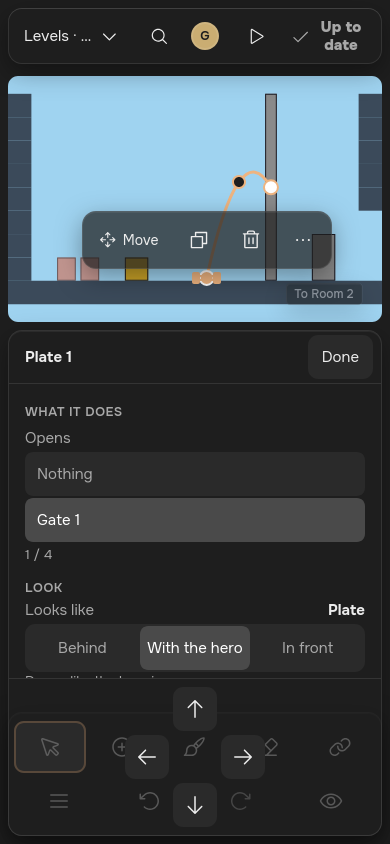 Levels · ...
G
Up to
date
Move
To Room 2
Plate 1
Done
WHAT IT DOES
Opens
Nothing
Gate 1
1 / 4
LOOK
Looks like
Plate
Behind
With the hero
In front